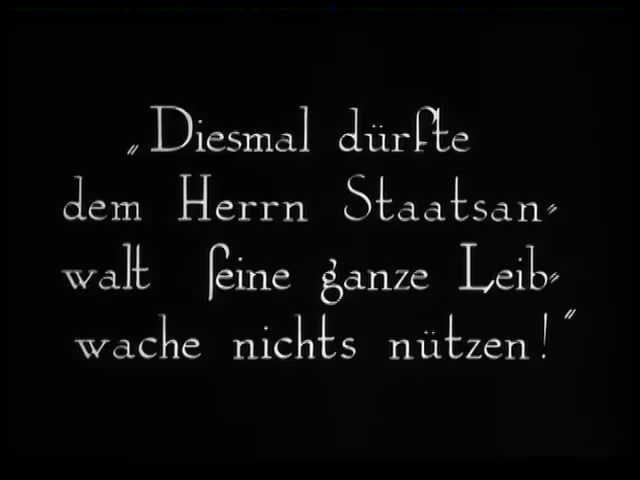 „Diesmal dürfte
dem Herrn Staatsan-
walt ſeine ganze Leib-
wache nichts nützen!“